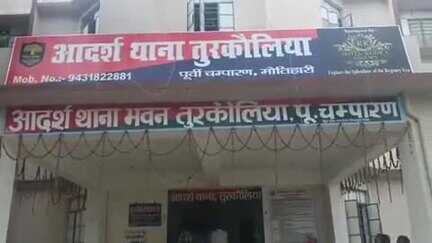 आदर्श थाना तुरकौलिया
Mob. No.:- 9431822881
पूर्वी चम्पारण, मोतिहारी
आदर्श थाना भवन तुरकौलिया, पू. चम्पारण
आदर्श थाना, तुरकौलिया